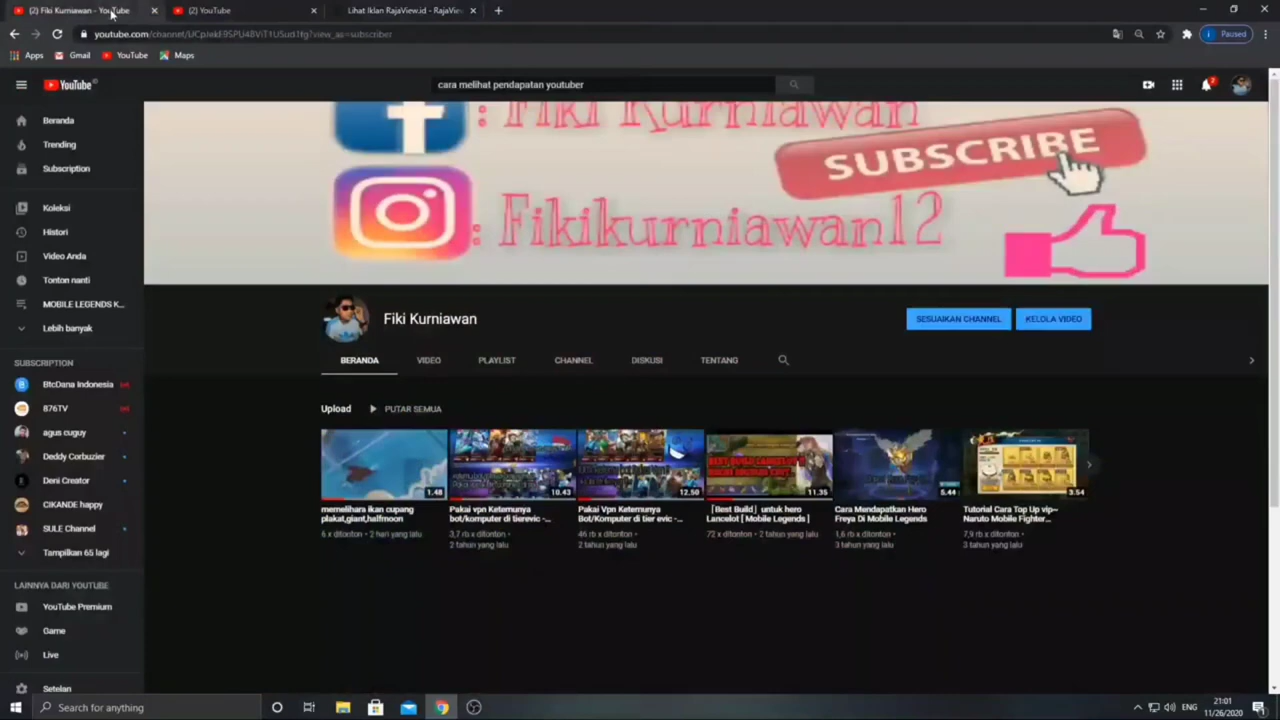 (2) Fiki Kurniawan - YouTube
(2) YouTube
Lihat Iklan RajaView.id - RajaVie
Paused
Apps
Gmail
YouTube
Maps
YouTube ID
cara melihat pendapatan youtuber
2
Beranda
Trending
Subscription
Koleksi
Histori
Video Anda
Tonton nanti
MOBILE LEGENDS K...
Lebih banyak
SUBSCRIPTION
BtcDana Indonesia
876TV
agus cuguy
Deddy Corbuzier
Deni Creator
CIKANDE happy
SULE Channel
Tampilkan 65 lagi
LAINNYA DARI YOUTUBE
YouTube Premium
Game
Live
Setelan
: Fiki Kurniawan
SUBSCRIBE
: Fikikurniawan12
Fiki Kurniawan
SESUAIKAN CHANNEL
KELOLA VIDEO
BERANDA
VIDEO
PLAYLIST
CHANNEL
DISKUSI
TENTANG
Upload
PUTAR SEMUA
1.48
10.43
12.50
11.35
5.44
3.54
memelihara ikan cupang
plakat,giant,halfmoon
6 x ditonton • 2 hari yang lalu
Pakai vpn Ketemunya
bot/komputer di tierevic -...
3,7 rb x ditonton •
2 tahun yang lalu
Pakai Vpn Ketemunya
Bot/Komputer di tier evic -...
46 rb x ditonton •
2 tahun yang lalu
「Best Build」untuk hero
Lancelot [ Mobile Legends ]
72 x ditonton • 2 tahun yang lalu
Cara Mendapatkan Hero
Freya Di Mobile Legends
1,6 rb x ditonton •
3 tahun yang lalu
Tutorial Cara Top Up vip~
Naruto Mobile Fighter...
7,9 rb x ditonton •
3 tahun yang lalu
Search for anything
ENG
21:01
11/26/2020